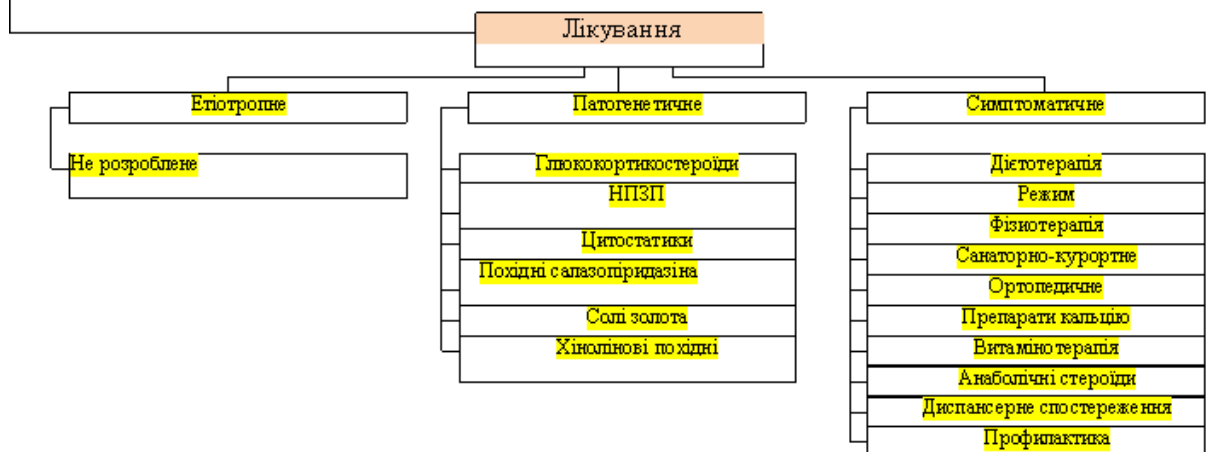 Лікування
Етіотропне
Не розроблене
Патогенетичне
Глюкокортикостероїди
НПЗП
Цитостатики
Похідні салазопіридазіна
Солі золота
Хінолінові похідні
Симптоматичне
Дієтотерапія
Режим
Фізиотерапія
Санаторно-курортне
Ортопедичне
Препарати кальцію
Витамінотерапія
Анаболічні стероїди
Диспансерне спостереження
Профилактика